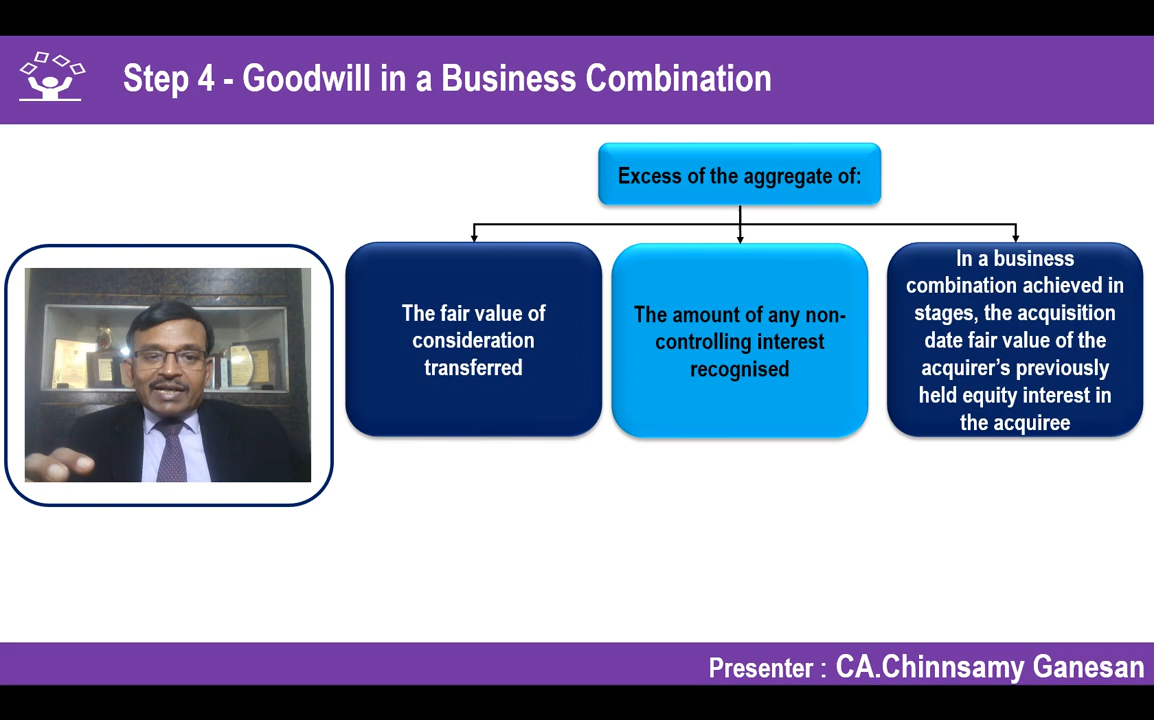 Step 4 - Goodwill in a Business Combination
Excess of the aggregate of:
The fair value of
consideration
transferred
The amount of any non-
controlling interest
recognised
In a business
combination achieved in
stages, the acquisition
date fair value of the
acquirer’s previously
held equity interest in
the acquiree
Presenter : CA.Chinnsamy Ganesan